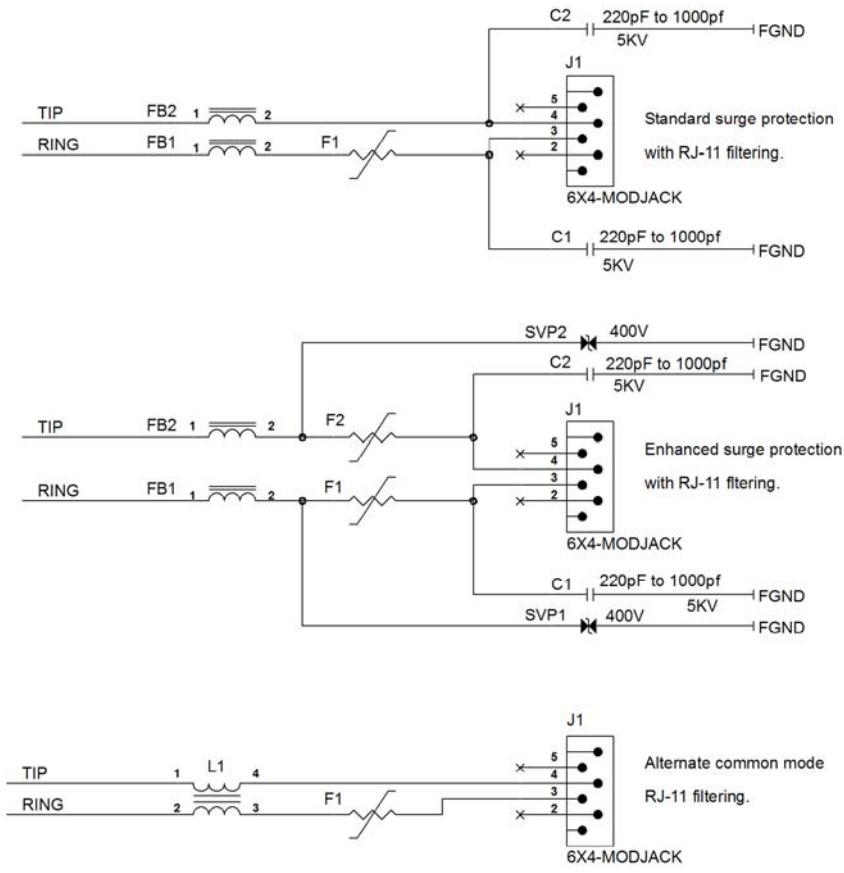 C2 220pF to 1000pf
5KV
FGND
J1
TIP FB2 1 2
5
4
3
2
RING FB1 1 2 F1
Standard surge protection
with RJ-11 filtering.
6X4-MODJACK
C1 220pF to 1000pf
5KV
FGND
SVP2 400V
FGND
C2 220pF to 1000pf
5KV
FGND
J1
TIP FB2 1 2 F2
5
4
3
2
RING FB1 1 2 F1
Enhanced surge protection
with RJ-11 fltering.
6X4-MODJACK
C1 220pF to 1000pf
5KV
FGND
SVP1 400V
FGND
J1
L1
TIP 1 4
5
4
3
2
RING 2 3 F1
Alternate common mode
RJ-11 filtering.
6X4-MODJACK